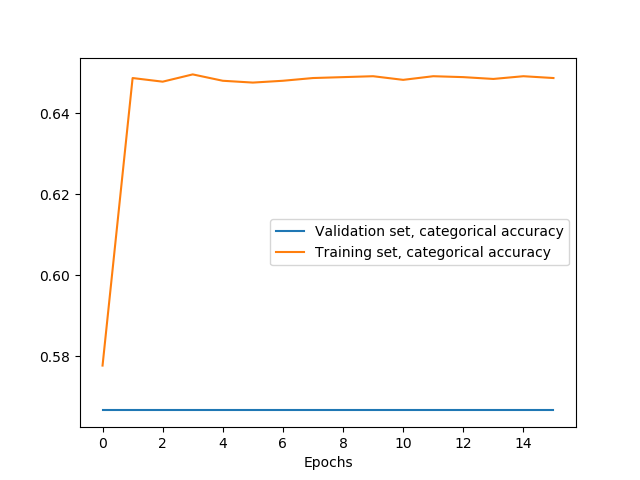 0.64
0.62
0.60
0.58
Validation set, categorical accuracy
Training set, categorical accuracy
0 2 4 6 8 10 12 14
Epochs